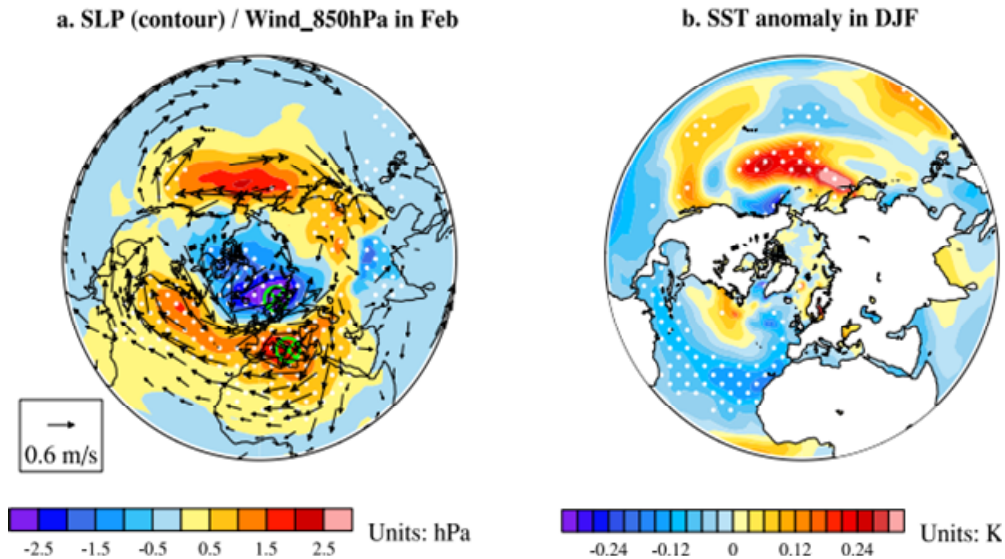 a. SLP (contour) / Wind_850hPa in Feb
b. SST anomaly in DJF
0.6 m/s
-2.5 -1.5 -0.5 0.5 1.5 2.5 Units: hPa
-0.24 -0.12 0 0.12 0.24 Units: K